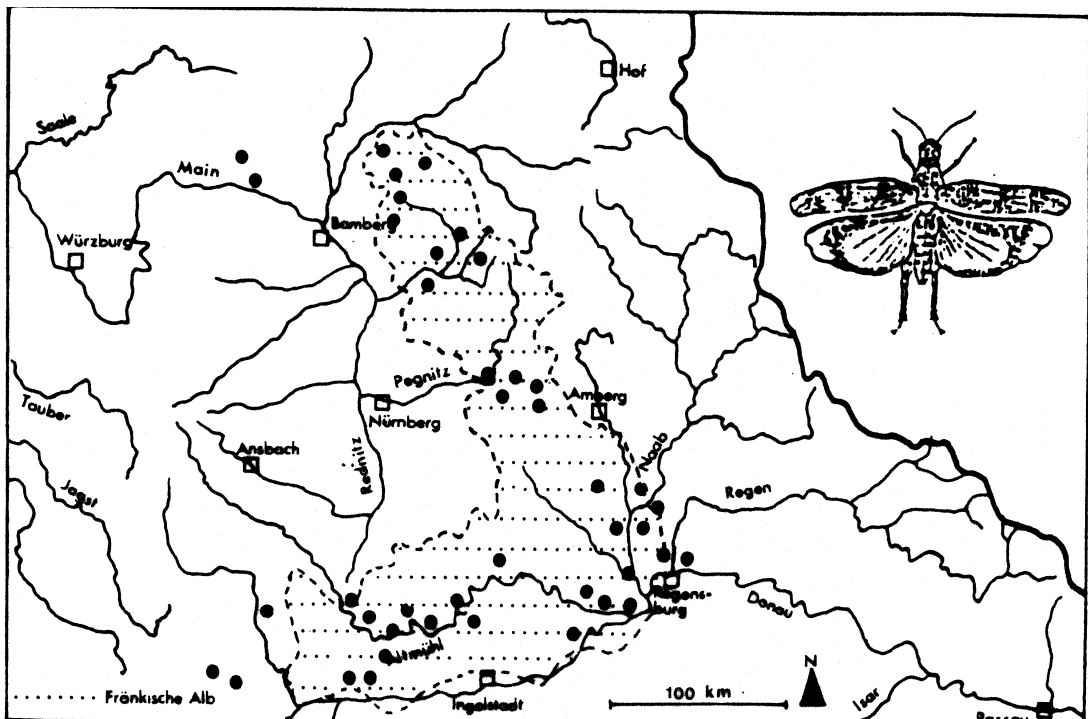 Hof
Saale
Main
Bamberg
Würzburg
Pegnitz
Amberg
Tauber
Nürnberg
Ansbach
Rednitz
Naab
Jagst
Regen
Regens-
burg
Donau
Altmühl
N
100 km
Fränkische Alb
Ingolstadt
Isar
Passau